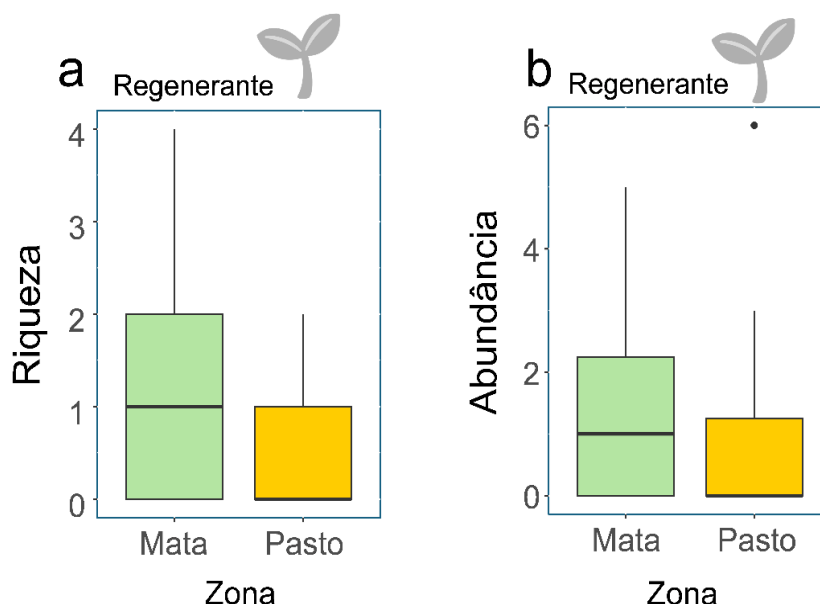 a
Regenerante
Riqueza
4
3
2
1
0
Mata
Pasto
Zona
b
Regenerante
Abundância
6
4
2
0
Mata
Pasto
Zona